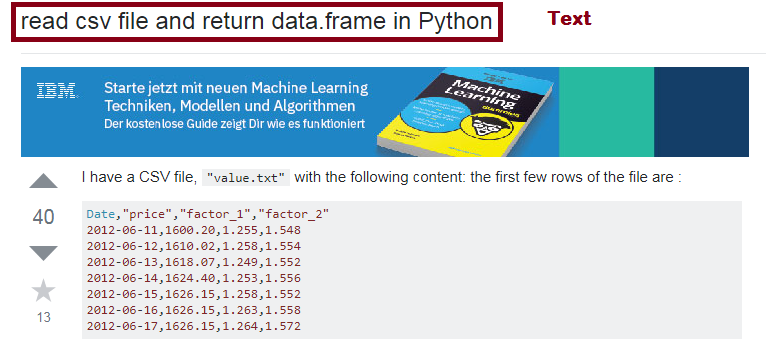 read csv file and return data.frame in Python
Text
IBM
Starte jetzt mit neuen Machine Learning
Techniken, Modellen und Algorithmen
Der kostenlose Guide zeigt Dir wie es funktioniert
Machine
Learning
dummies
I have a CSV file, "value.txt" with the following content: the first few rows of the file are :
40
13
Date,"price","factor_1","factor_2"
2012-06-11,1600.20,1.255,1.548
2012-06-12,1610.02,1.258,1.554
2012-06-13,1618.07,1.249,1.552
2012-06-14,1624.40,1.253,1.556
2012-06-15,1626.15,1.258,1.552
2012-06-16,1626.15,1.263,1.558
2012-06-17,1626.15,1.264,1.572